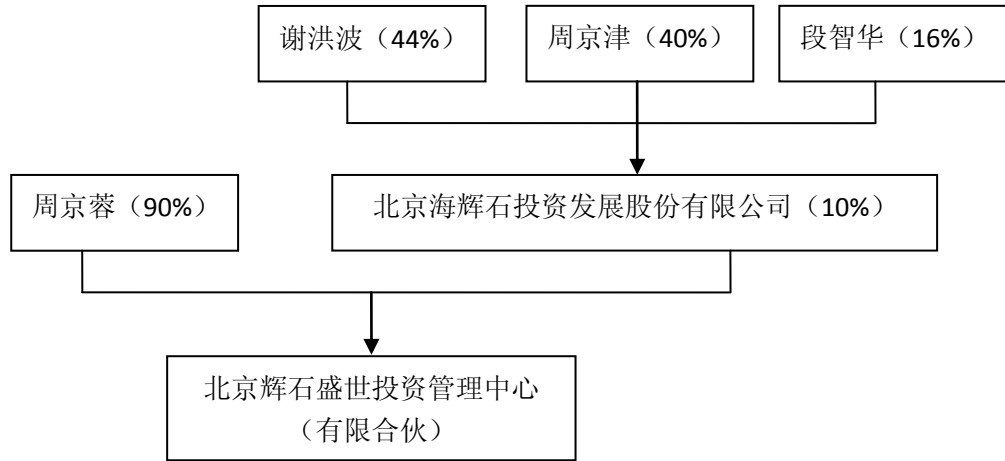 谢洪波（44%）
周京津（40%）
段智华（16%）
周京蓉（90%）
北京海辉石投资发展股份有限公司（10%）
北京辉石盛世投资管理中心
（有限合伙）